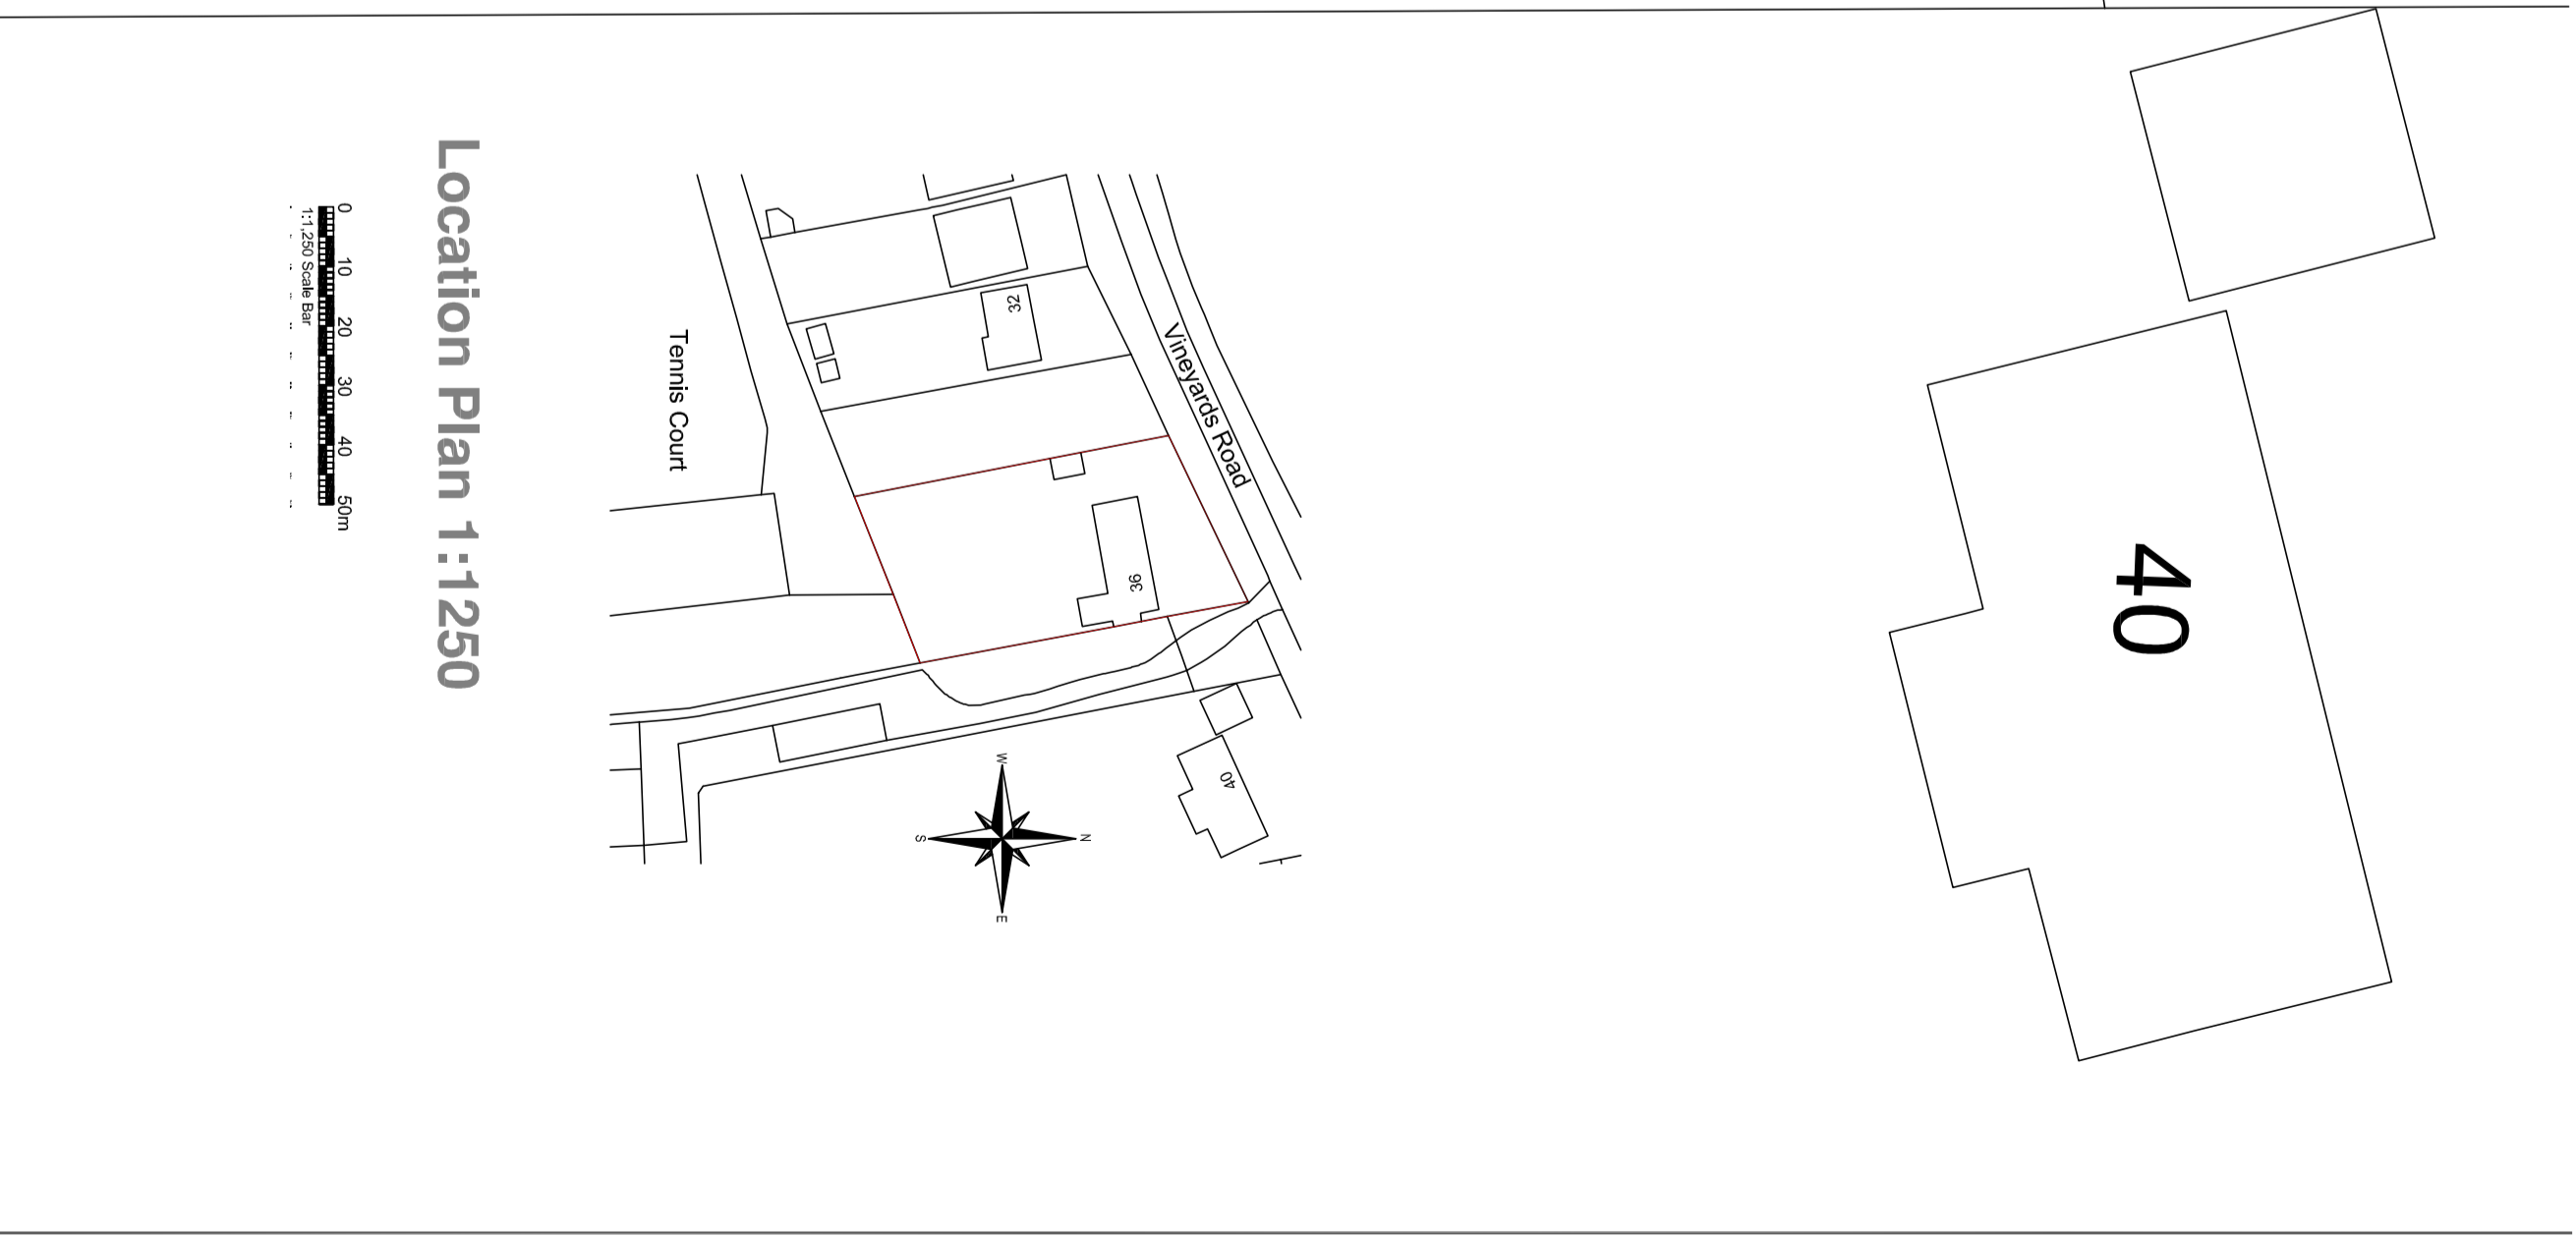 40
Vineyards Road
32
36
40
Tennis Court
N
W
E
S
Location Plan 1:1250
0 10 20 30 40 50m
1:1,250 Scale Bar